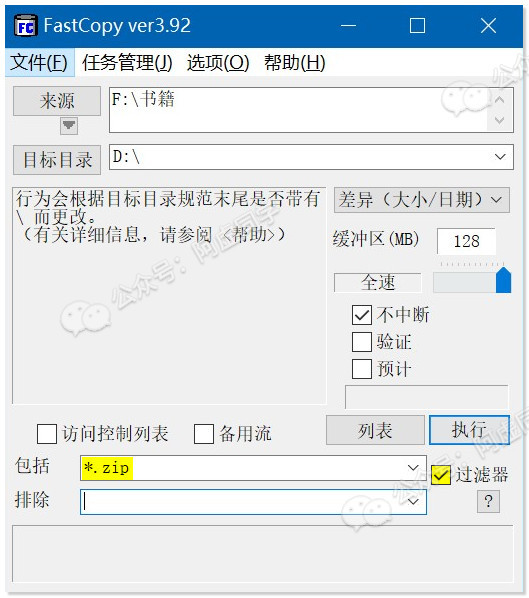 FastCopy ver3.92
文件(F) 任务管理(J) 选项(O) 帮助(H)
来源
F:\书籍
目标目录
D:\
行为会根据目标目录规范末尾是否带有
\ 而更改。
（有关详细信息，请参阅 <帮助>）
差异（大小/日期）
缓冲区(MB) 128
全速
不中断
验证
预计
访问控制列表 备用流
列表 执行
包括 *.zip 过滤器
排除 ?
公众号：阿虚同学